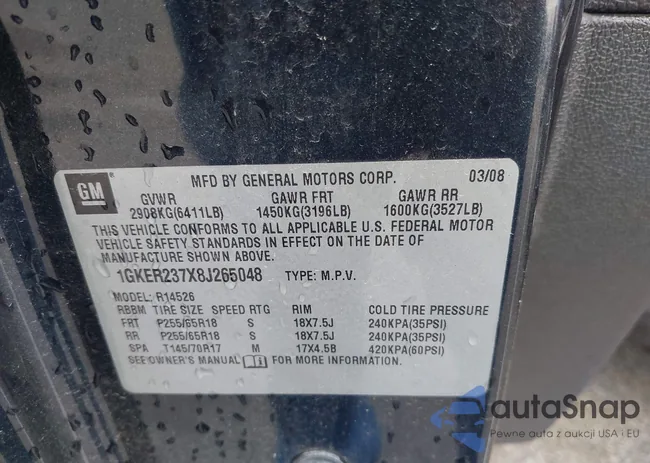 GM
MFD BY GENERAL MOTORS CORP. 03/08
GVWR GAWR FRT GAWR RR
2908KG(6411LB) 1450KG(3196LB) 1600KG(3527LB)
THIS VEHICLE CONFORMS TO ALL APPLICABLE U.S. FEDERAL MOTOR
VEHICLE SAFETY STANDARDS IN EFFECT ON THE DATE OF
MANUFACTURE SHOWN ABOVE.
1GKER237X8J265048 TYPE: M.P.V.
MODEL: R14526
RBBM TIRE SIZE SPEED RTG RIM COLD TIRE PRESSURE
FRT P255/65R18 S 18X7.5J 240KPA(35PSI)
RR P255/65R18 S 18X7.5J 240KPA(35PSI)
SPA T145/70R17 M 17X4.5B 420KPA(60PSI)
SEE OWNER'S MANUAL FOR MORE INFORMATION.
autaSnap
Pewne auta z aukcji USA i EU